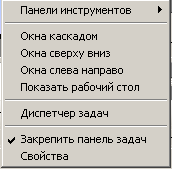 Панели инструментов
Окна каскадом
Окна сверху вниз
Окна слева направо
Показать рабочий стол
Диспетчер задач
Закрепить панель задач
Свойства